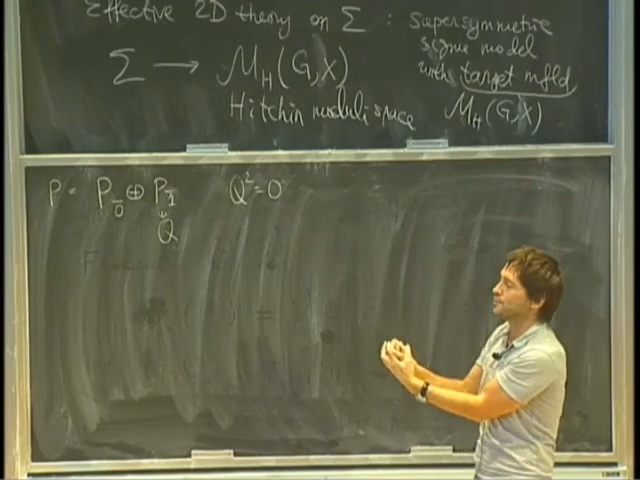 Effective 2D theory on Σ : supersymmetric
sigma model
with target mfld
Σ → M_H(G,X)
M_H(G,X)
Hitchin moduli space
P = P_0̄ ⊕ P_1̄ Q²=0
Q